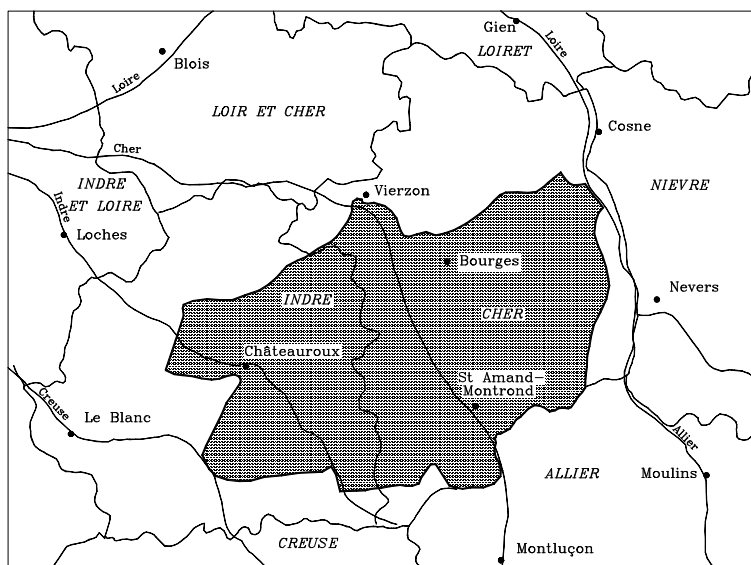 Gien
LOIRET
Loire
Blois
Loire
LOIR ET CHER
Cosne
Cher
INDRE
ET LOIRE
Indre
Loches
Vierzon
NIEVRE
Bourges
Nevers
INDRE
CHER
Châteauroux
St Amand-
Montrond
Creuse
Le Blanc
Allier
ALLIER
Moulins
CREUSE
Montluçon